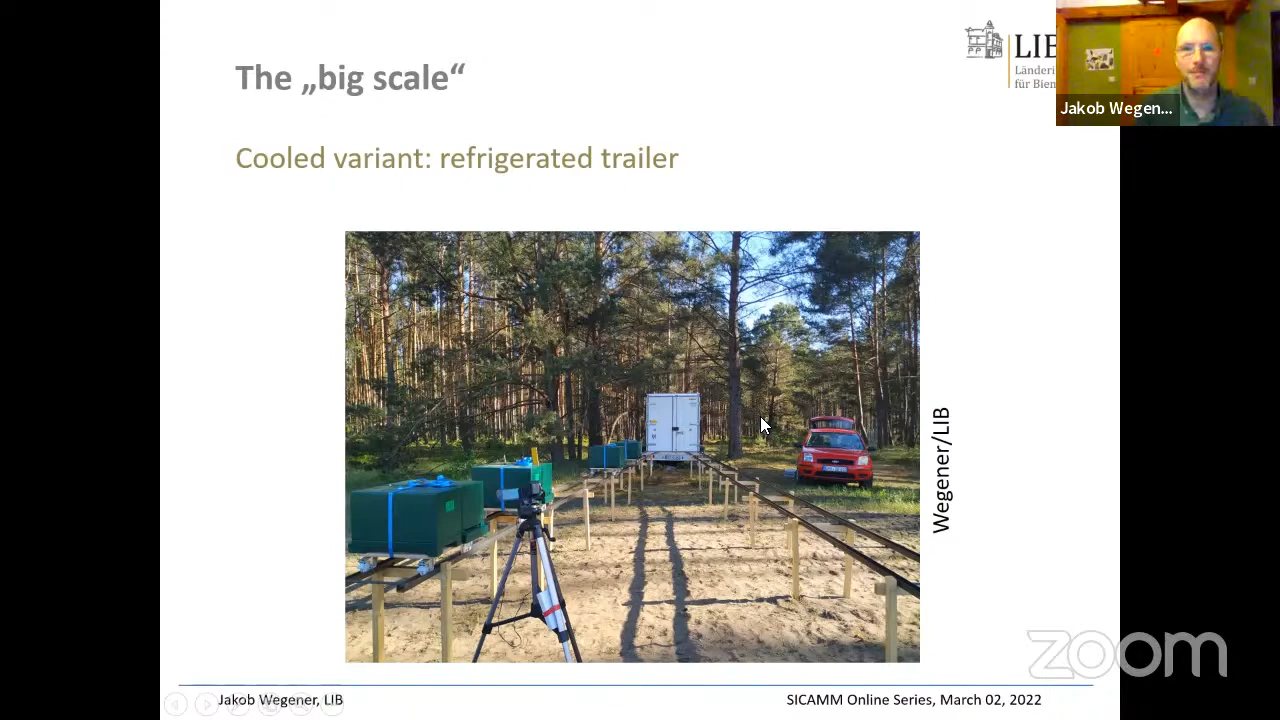 The „big scale“
LIB
Länderi
für Bien
Jakob Wegen...
Cooled variant: refrigerated trailer
Wegener/LIB
zoom
Jakob Wegener, LIB
SICAMM Online Series, March 02, 2022